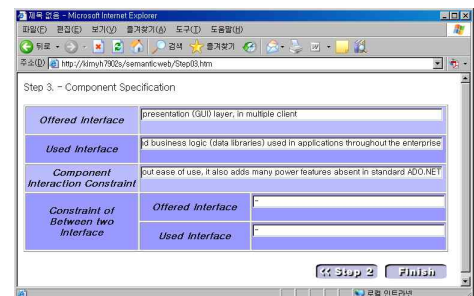 제목 없음 - Microsoft Internet Explorer
파일(F) 편집(E) 보기(V) 즐겨찾기(A) 도구(T) 도움말(H)
뒤로 검색 즐겨찾기
주소(D) http://kimyh7902s/semanticweb/Step03.htm
Step 3. - Component Specification
Offered Interface
presentation (GUI) layer, in multiple client
Used Interface
id business logic (data libraries) used in applications throughout the enterprise
Component
Interaction Constraint
out ease of use, it also adds many power features absent in standard ADO.NET
Constraint of
Between two
Interface
Offered Interface
-
Used Interface
-
<< Step 2 Finish
로컬 인트라넷